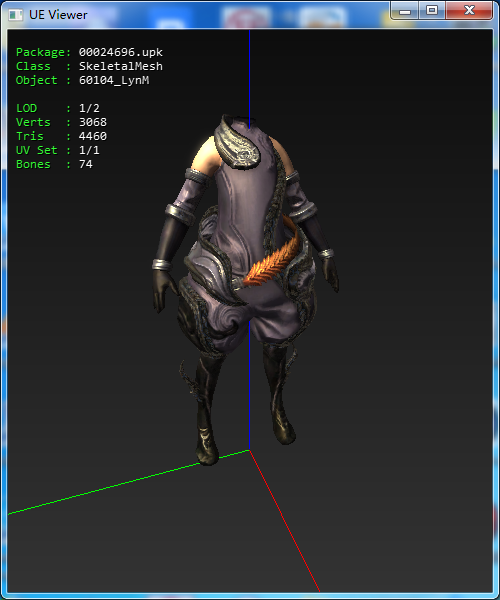 UE Viewer
Package: 00024696.upk
Class : SkeletalMesh
Object : 60104_LynM
LOD : 1/2
Verts : 3068
Tris : 4460
UV Set : 1/1
Bones : 74